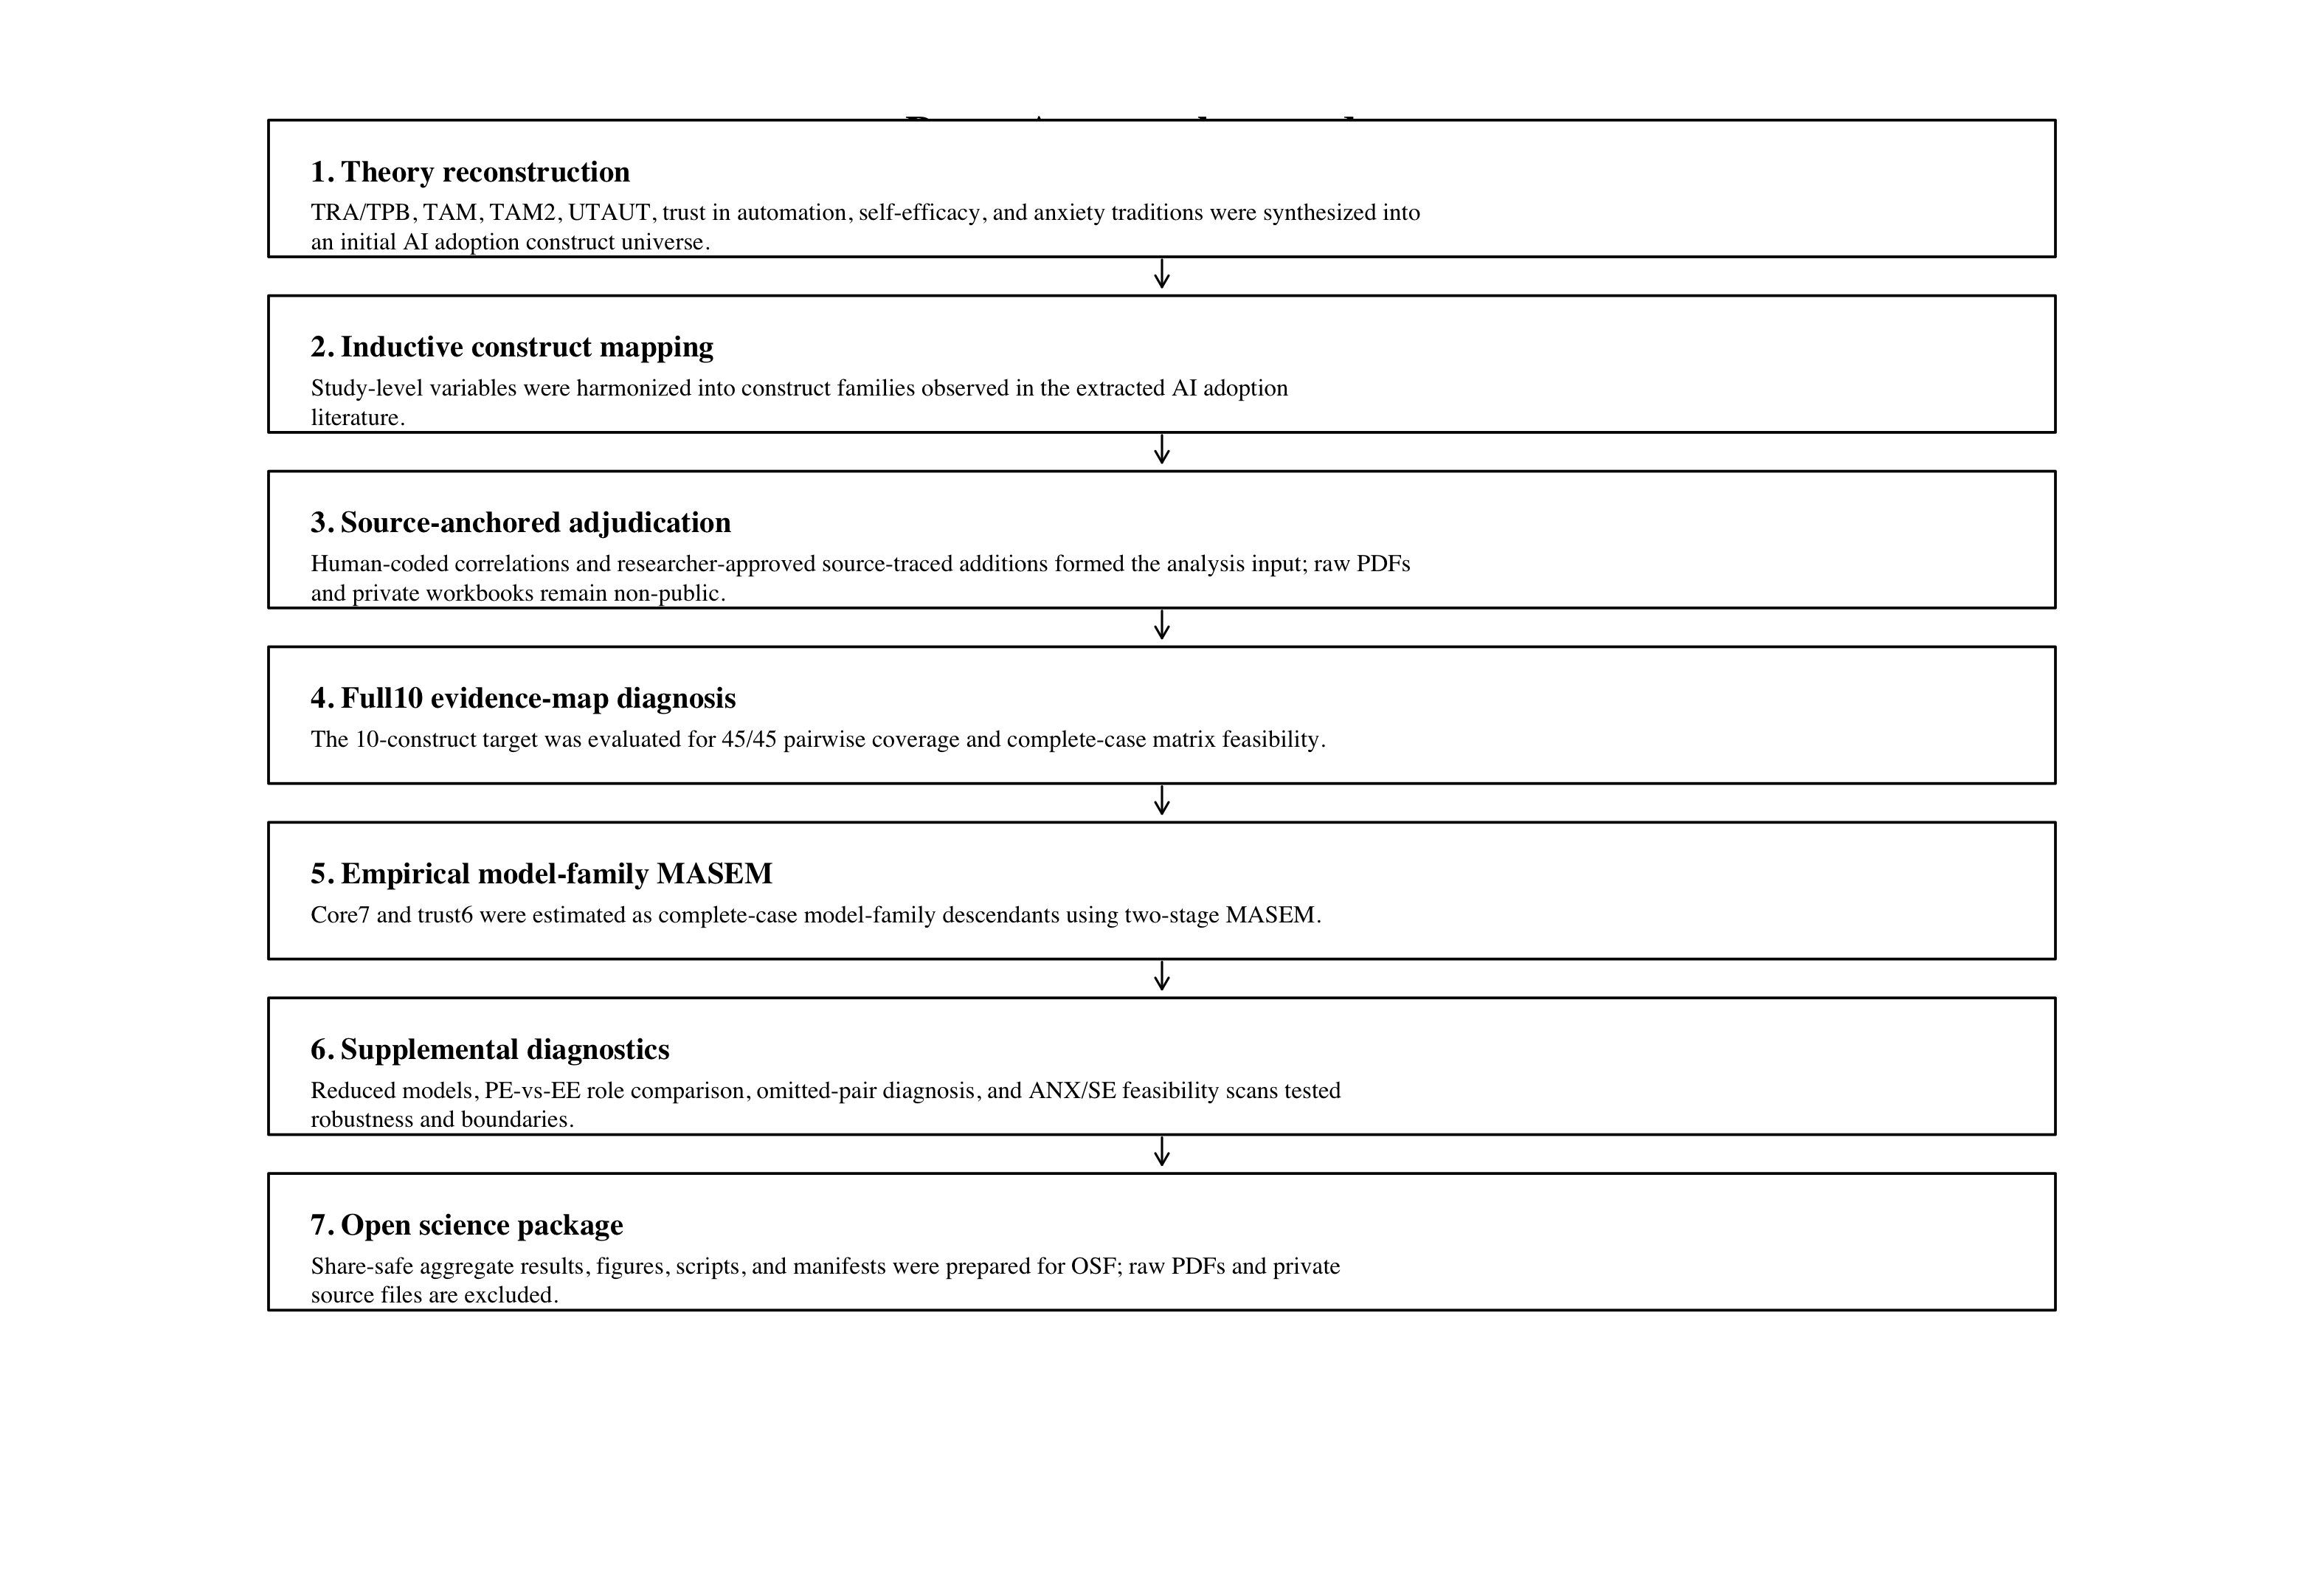 1. Theory reconstruction
TRA/TPB, TAM, TAM2, UTAUT, trust in automation, self-efficacy, and anxiety traditions were synthesized into
an initial AI adoption construct universe.
2. Inductive construct mapping
Study-level variables were harmonized into construct families observed in the extracted AI adoption
literature.
3. Source-anchored adjudication
Human-coded correlations and researcher-approved source-traced additions formed the analysis input; raw PDFs
and private workbooks remain non-public.
4. Full10 evidence-map diagnosis
The 10-construct target was evaluated for 45/45 pairwise coverage and complete-case matrix feasibility.
5. Empirical model-family MASEM
Core7 and trust6 were estimated as complete-case model-family descendants using two-stage MASEM.
6. Supplemental diagnostics
Reduced models, PE-vs-EE role comparison, omitted-pair diagnosis, and ANX/SE feasibility scans tested
robustness and boundaries.
7. Open science package
Share-safe aggregate results, figures, scripts, and manifests were prepared for OSF; raw PDFs and private
source files are excluded.